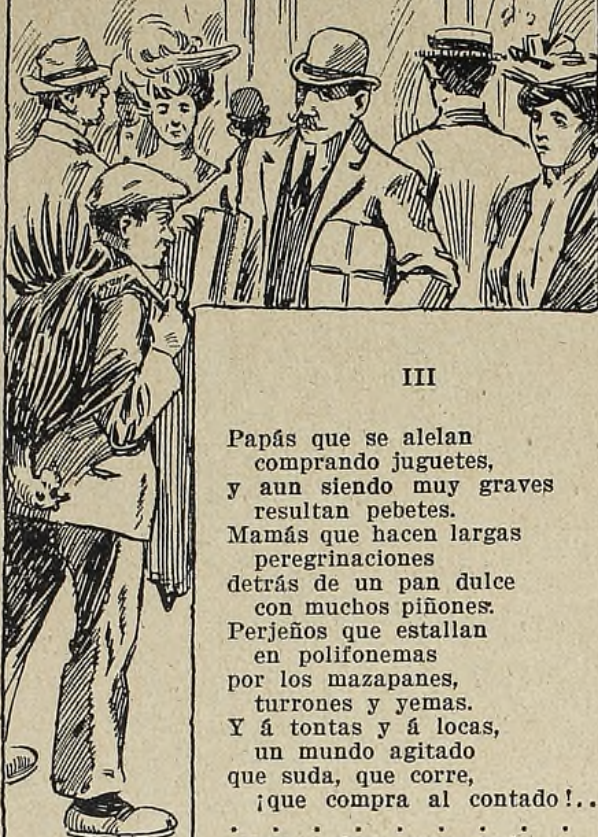 III
Papás que se alelan
comprando juguetes,
y aun siendo muy graves
resultan pebetes.
Mamás que hacen largas
peregrinaciones
detrás de un pan dulce
con muchos piñones.
Perjeños que estallan
en polifonemas
por los mazapanes,
turrones y yemas.
Y á tontas y á locas,
un mundo agitado
que suda, que corre,
¡que compra al contado!..
. . . . . . . . . .